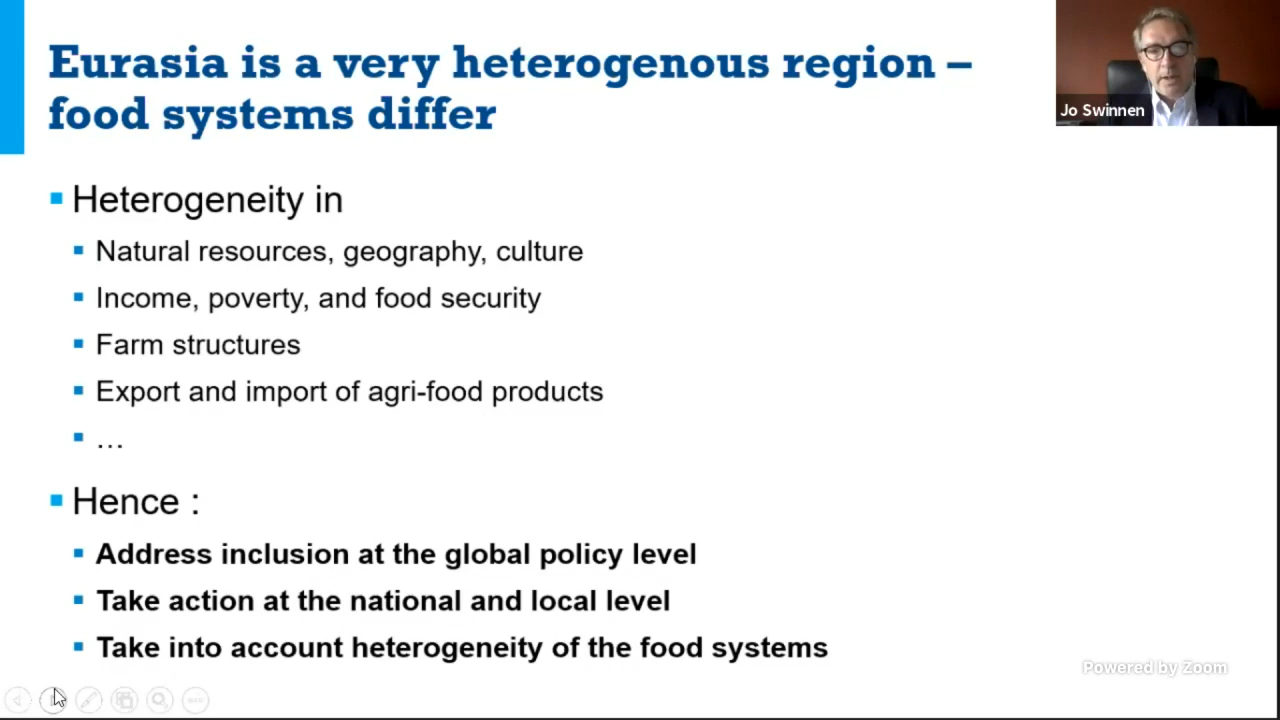 Eurasia is a very heterogenous region –
food systems differ
Jo Swinnen
Heterogeneity in
Natural resources, geography, culture
Income, poverty, and food security
Farm structures
Export and import of agri-food products
…
Hence :
Address inclusion at the global policy level
Take action at the national and local level
Take into account heterogeneity of the food systems
Powered by Zoom